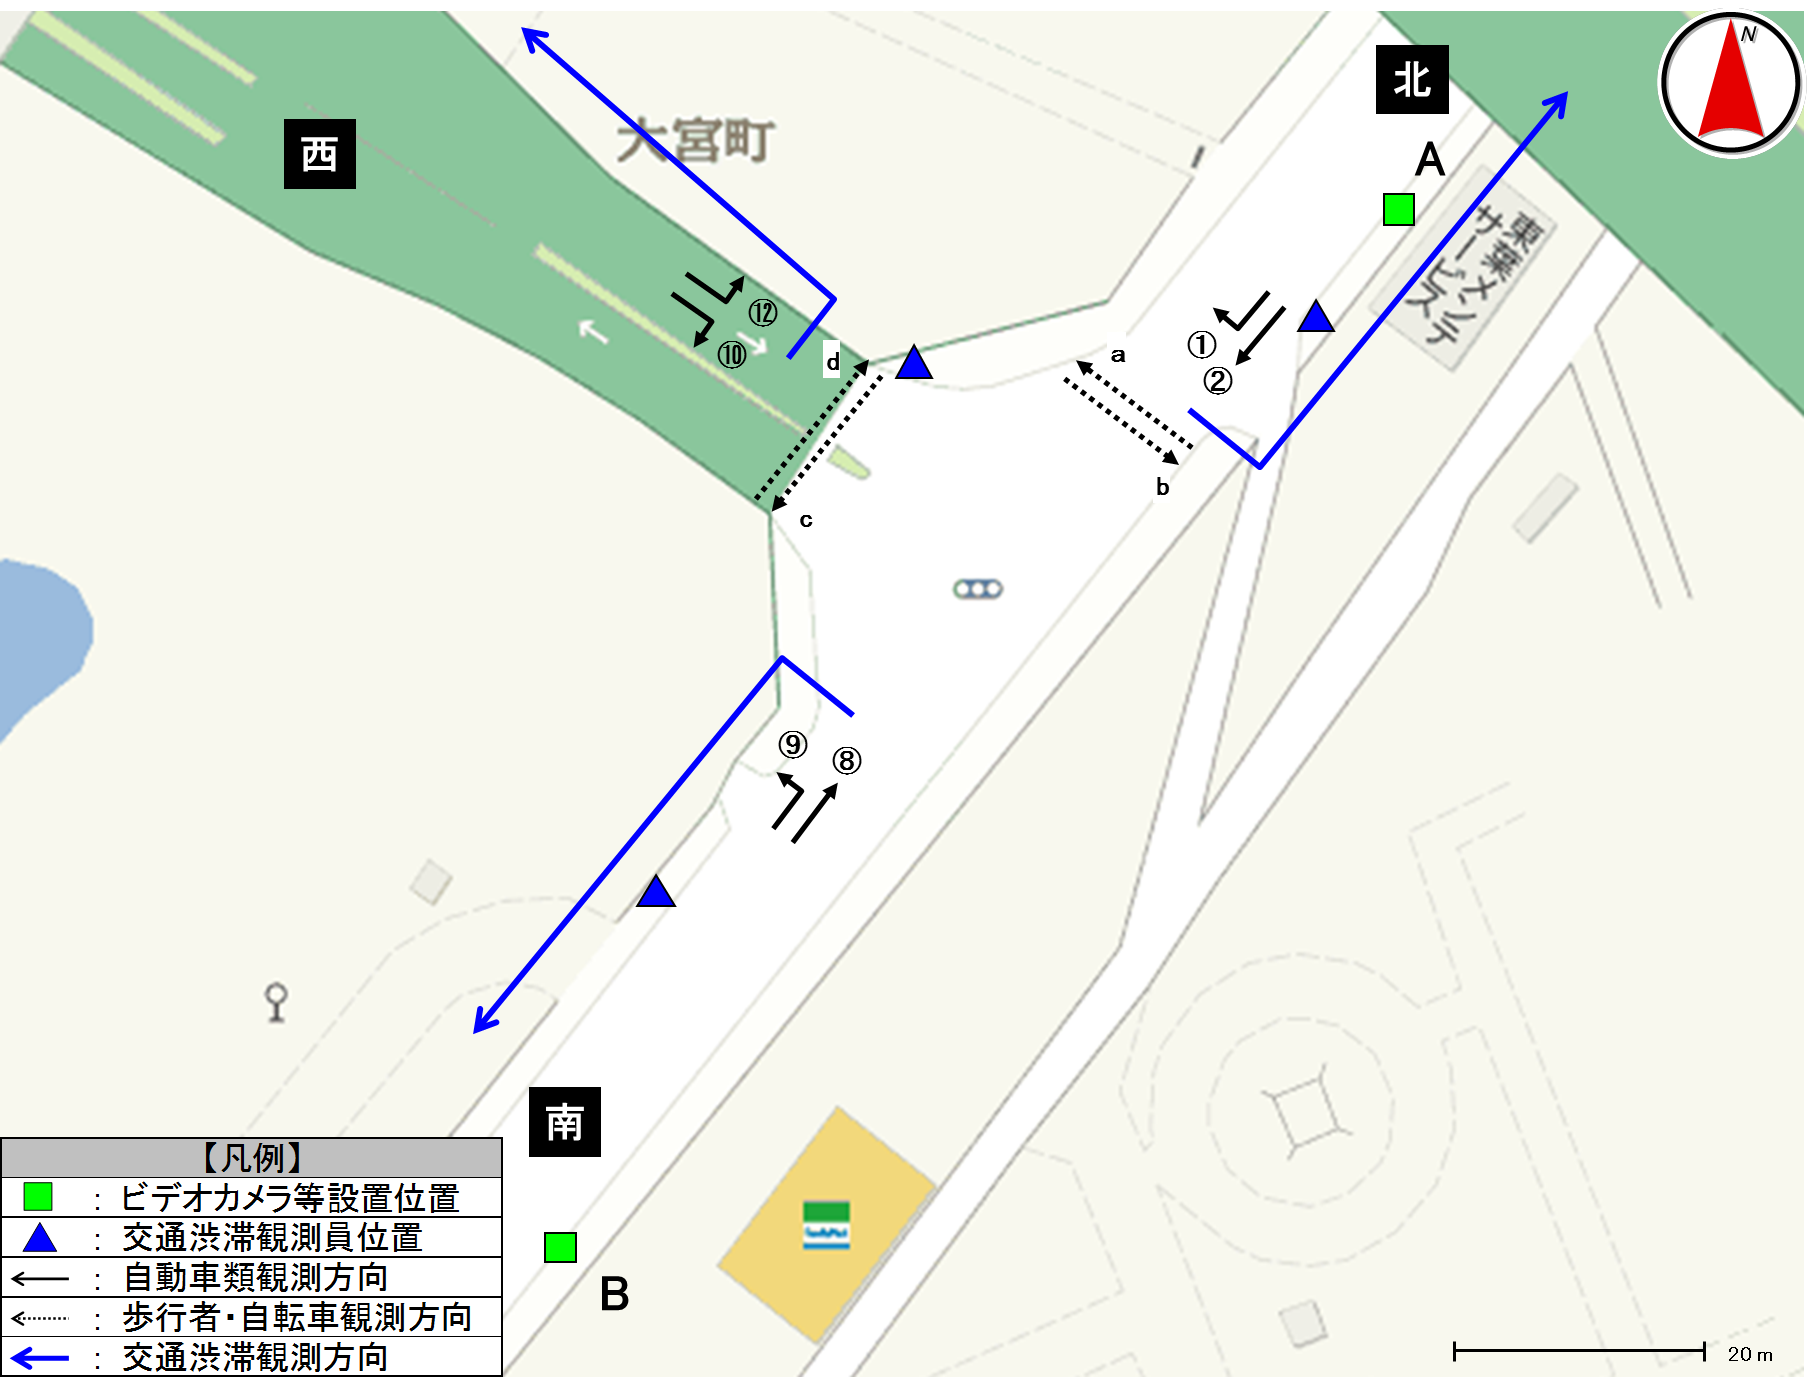 N
北
A
西
大宮町
東葉メンテ
サービス
①
②
⑫
⑩
a
b
c
d
⑨
⑧
南
B
【凡例】
： ビデオカメラ等設置位置
： 交通渋滞観測員位置
： 自動車類観測方向
： 歩行者・自転車観測方向
： 交通渋滞観測方向
20 m